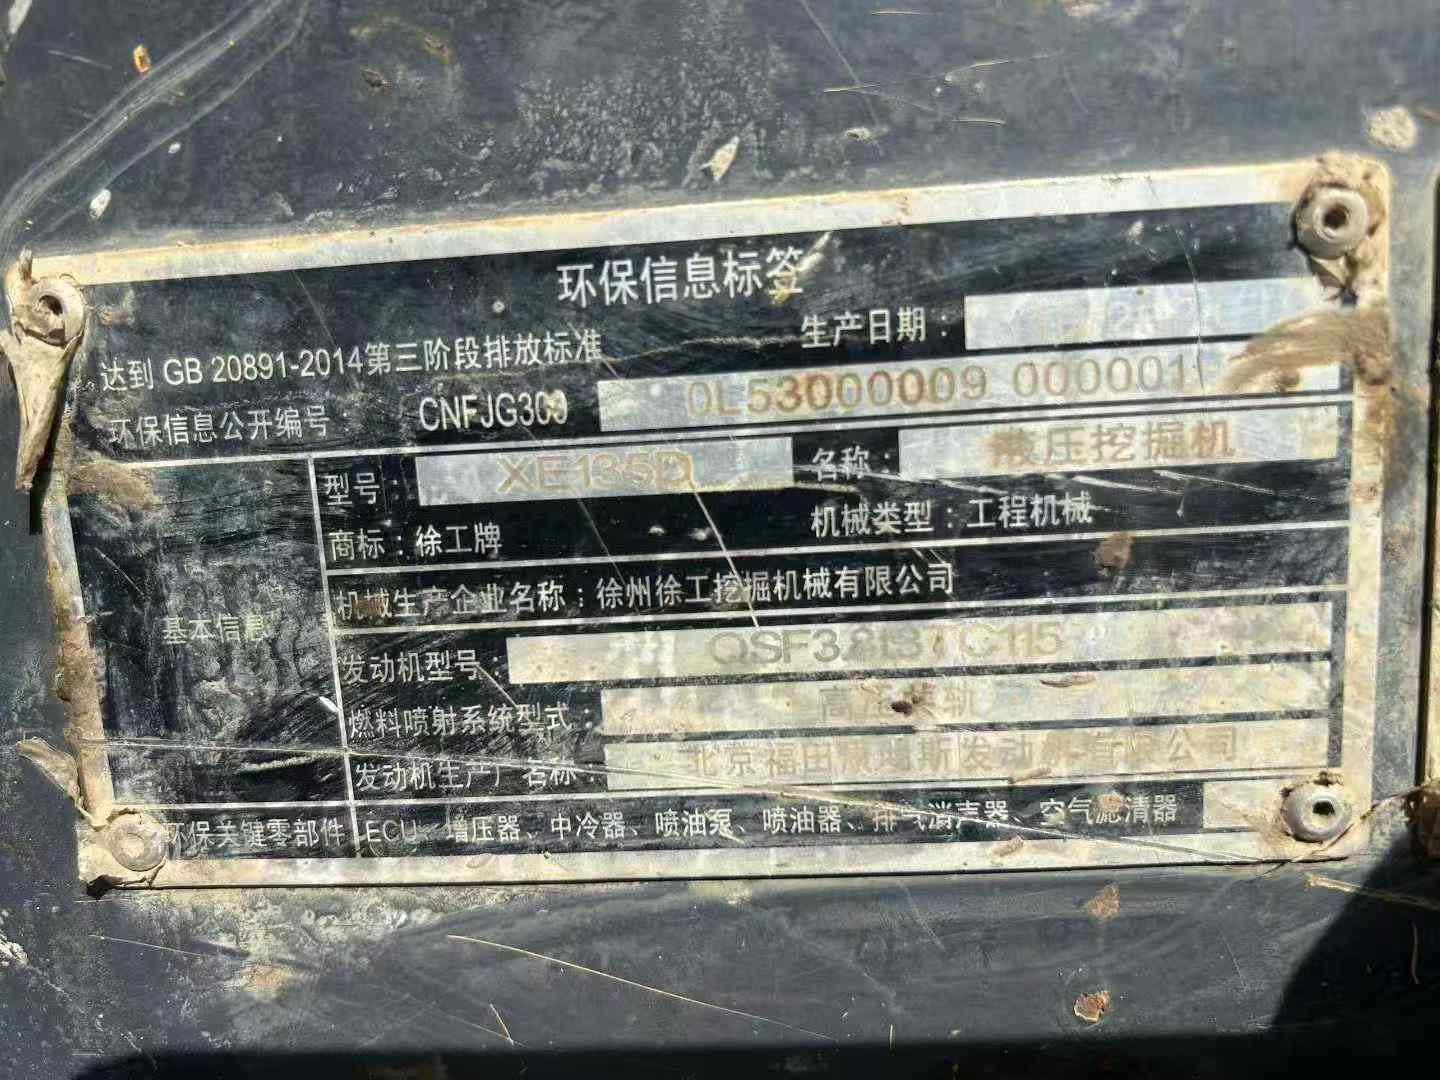 环保信息标签
达到 GB 20891-2014第三阶段排放标准 生产日期：
环保信息公开编号 CNFJG3G0 0L53000009 000001
型号：XE135D 名称：液压挖掘机
商标：徐工牌 机械类型：工程机械
机械生产企业名称：徐州徐工挖掘机械有限公司
基本信息
发动机型号：
燃料喷射系统型式：高压共轨
发动机生产厂名称：北京福田康明斯发动机有限公司
环保关键零部件 ECU、增压器、中冷器、喷油泵、喷油器、排气消声器、空气滤清器